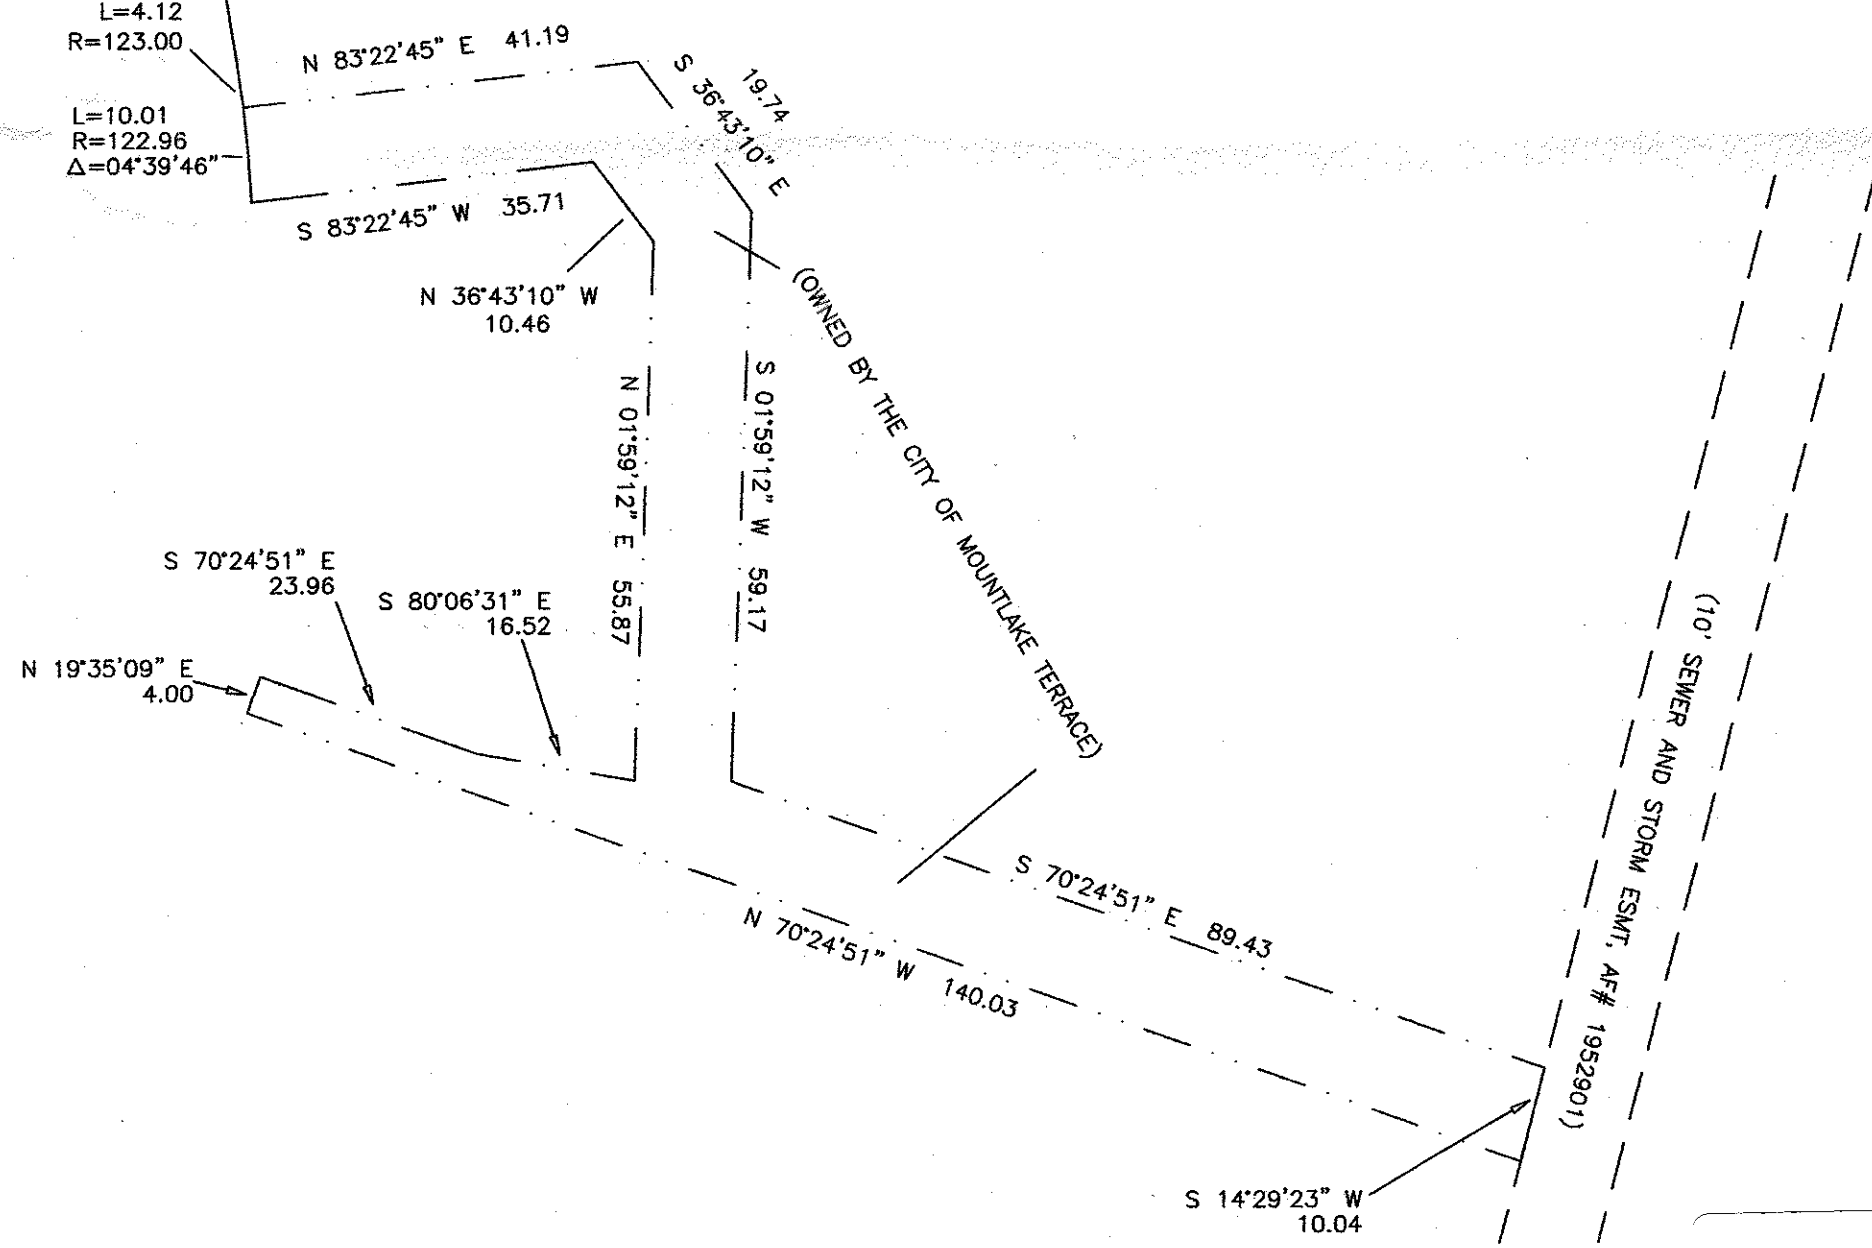 L=4.12
R=123.00
N 83°22'45" E 41.19
S 36°43'10" E
19.74
L=10.01
R=122.96
Δ=04°39'46"
S 83°22'45" W 35.71
N 36°43'10" W
10.46
(OWNED BY THE CITY OF MOUNTLAKE TERRACE)
N 01°59'12" E 55.87
S 01°59'12" W 59.17
S 70°24'51" E
23.96
S 80°06'31" E
16.52
N 19°35'09" E
4.00
(10' SEWER AND STORM ESMT, AF# 1952901)
S 70°24'51" E 89.43
N 70°24'51" W 140.03
S 14°29'23" W
10.04